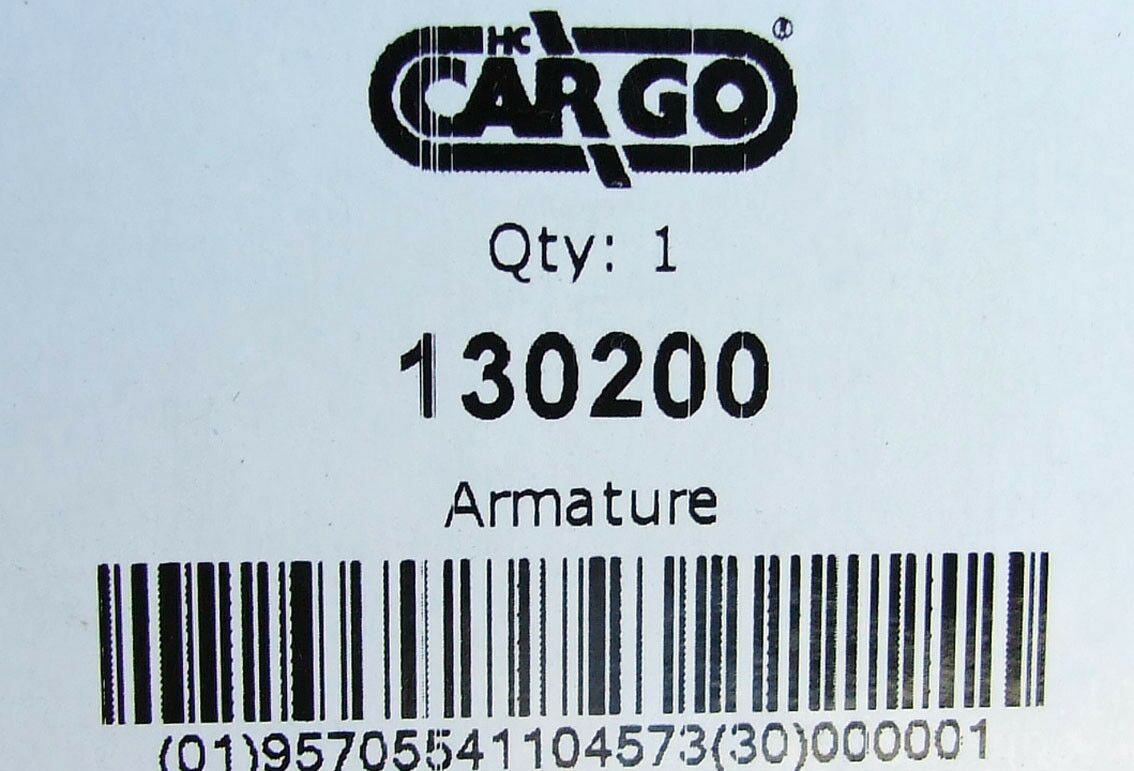 HC
CARGO®
Qty: 1
130200
Armature
(01)95705541104573(30)000001